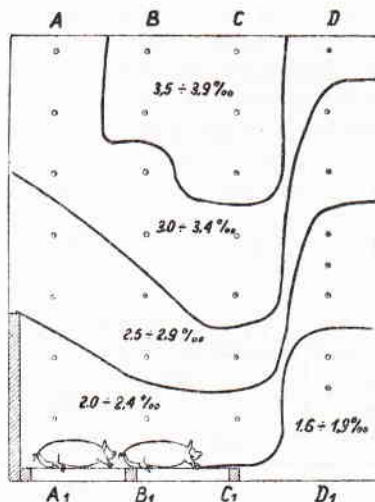 A B C D
3,5 ÷ 3,9 ‰
3.0 ÷ 3,4 ‰
2.5 ÷ 2.9 ‰
2.0 ÷ 2,4 ‰
1.6 ÷ 1,9 ‰
A₁ B₁ C₁ D₁